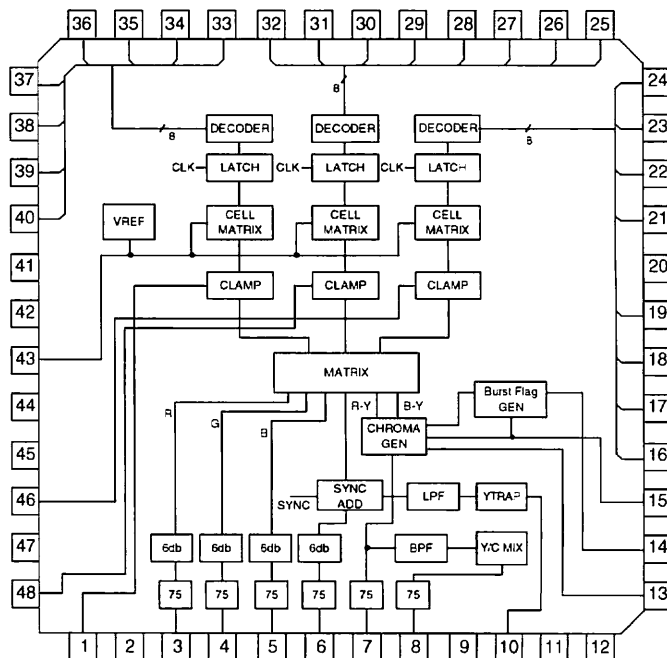 36 35 34 33 32 31 30 29 28 27 26 25
37 24
38 23
39 22
40 21
41 20
42 19
43 18
44 17
45 16
46 15
47 14
48 13
1 2 3 4 5 6 7 8 9 10 11 12
8
8 DECODER DECODER DECODER 8
CLK LATCH CLK LATCH CLK LATCH
VREF CELL MATRIX CELL MATRIX CELL MATRIX
CLAMP CLAMP CLAMP
MATRIX
R G B R-Y B-Y
Burst Flag
GEN
CHROMA
GEN
SYNC SYNC
ADD
LPF YTRAP
6db 6db 6db 6db BPF Y/C MIX
75 75 75 75 75 75